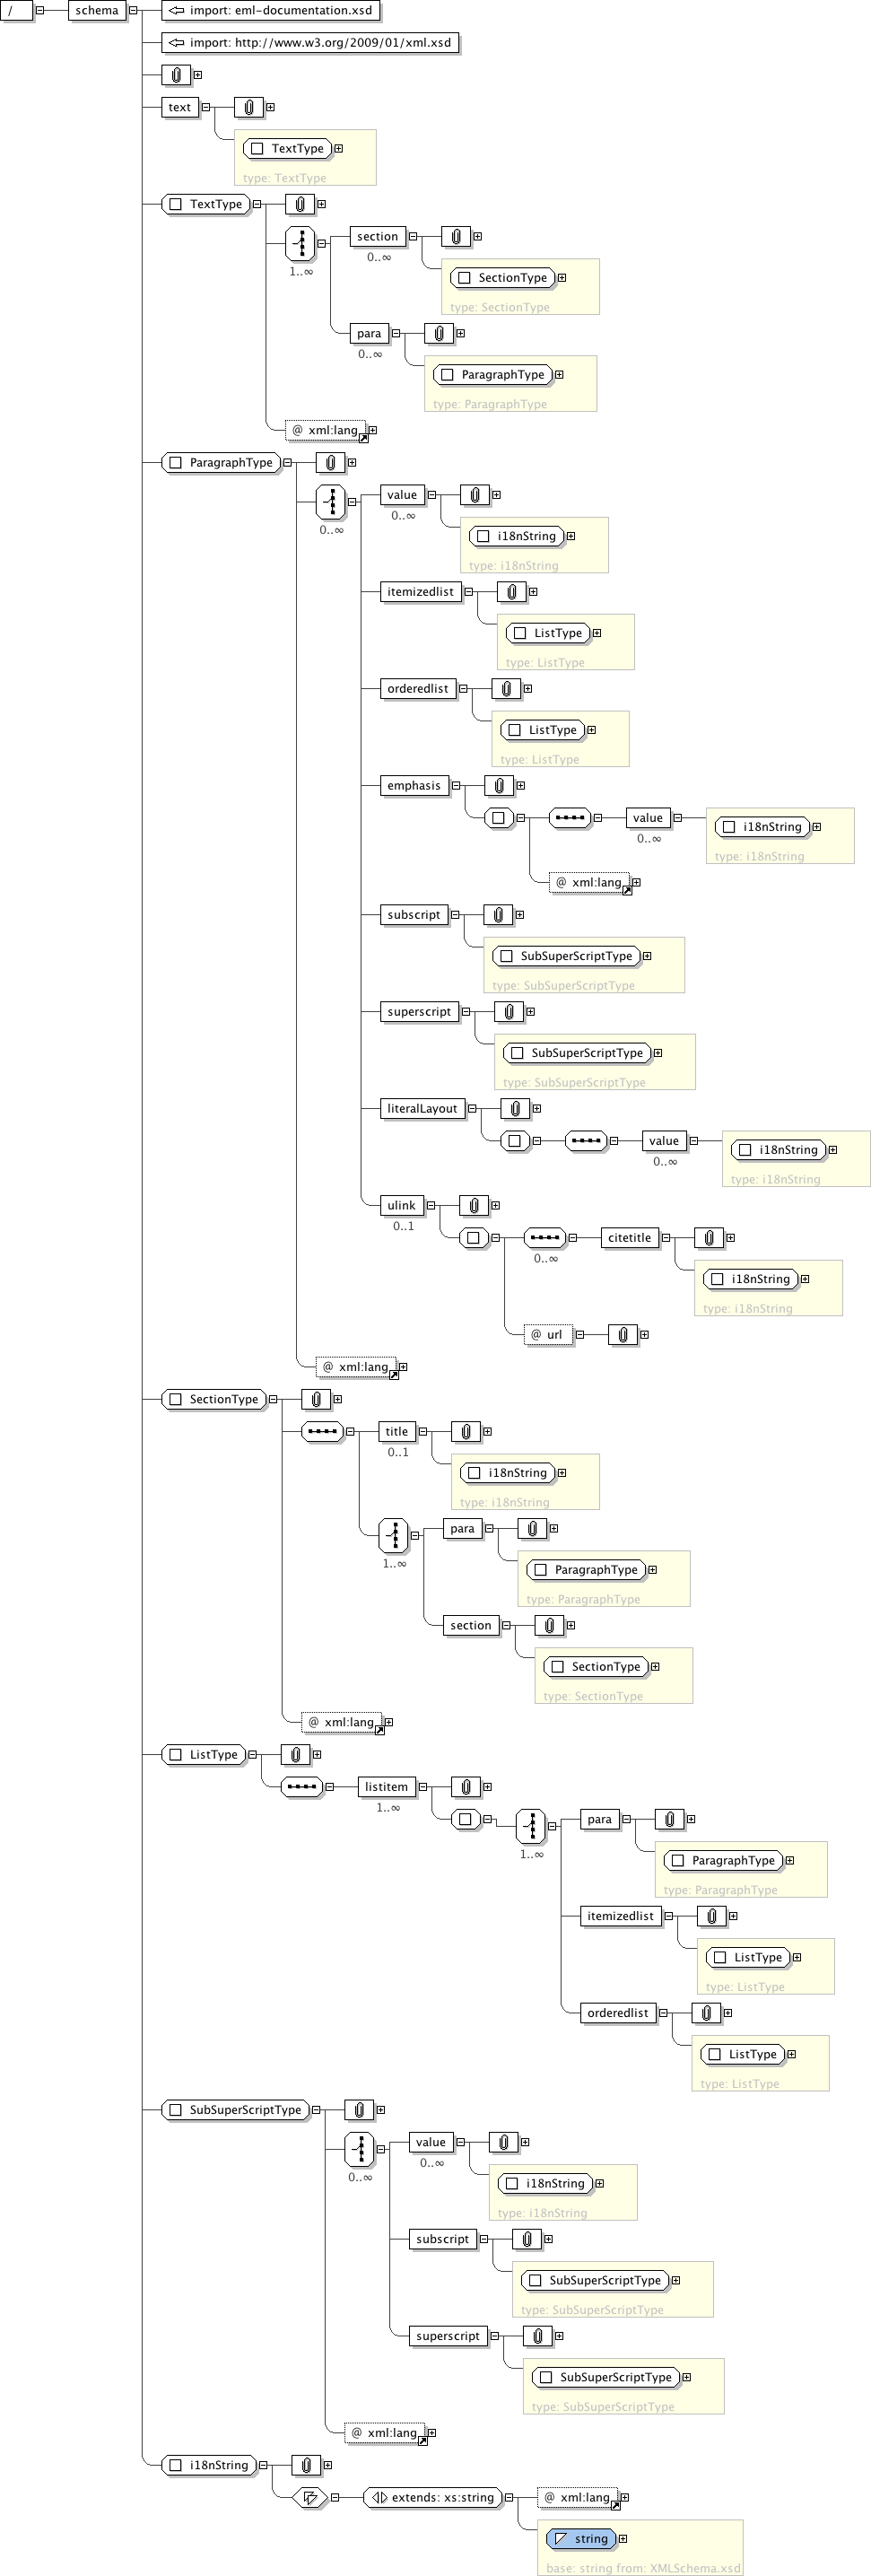 / schema import: eml-documentation.xsd
import: http://www.w3.org/2009/01/xml.xsd
text
TextType
type: TextType
TextType
section
1..∞ 0..∞
SectionType
type: SectionType
para
0..∞
ParagraphType
type: ParagraphType
@ xml:lang
ParagraphType
value
0..∞ 0..∞
i18nString
type: i18nString
itemizedlist
ListType
type: ListType
orderedlist
ListType
type: ListType
emphasis
value i18nString
0..∞
type: i18nString
@ xml:lang
subscript
SubSuperScriptType
type: SubSuperScriptType
superscript
SubSuperScriptType
type: SubSuperScriptType
literalLayout
value i18nString
0..∞
type: i18nString
ulink
0..1
citetitle
0..∞
i18nString
type: i18nString
@ url
@ xml:lang
SectionType
title
0..1
i18nString
type: i18nString
para
1..∞
ParagraphType
type: ParagraphType
section
SectionType
type: SectionType
@ xml:lang
ListType
listitem
1..∞
para
1..∞
ParagraphType
type: ParagraphType
itemizedlist
ListType
type: ListType
orderedlist
ListType
type: ListType
SubSuperScriptType
value
0..∞ 0..∞
i18nString
type: i18nString
subscript
SubSuperScriptType
type: SubSuperScriptType
superscript
SubSuperScriptType
type: SubSuperScriptType
@ xml:lang
i18nString
extends: xs:string @ xml:lang
string
base: string from: XMLSchema.xsd